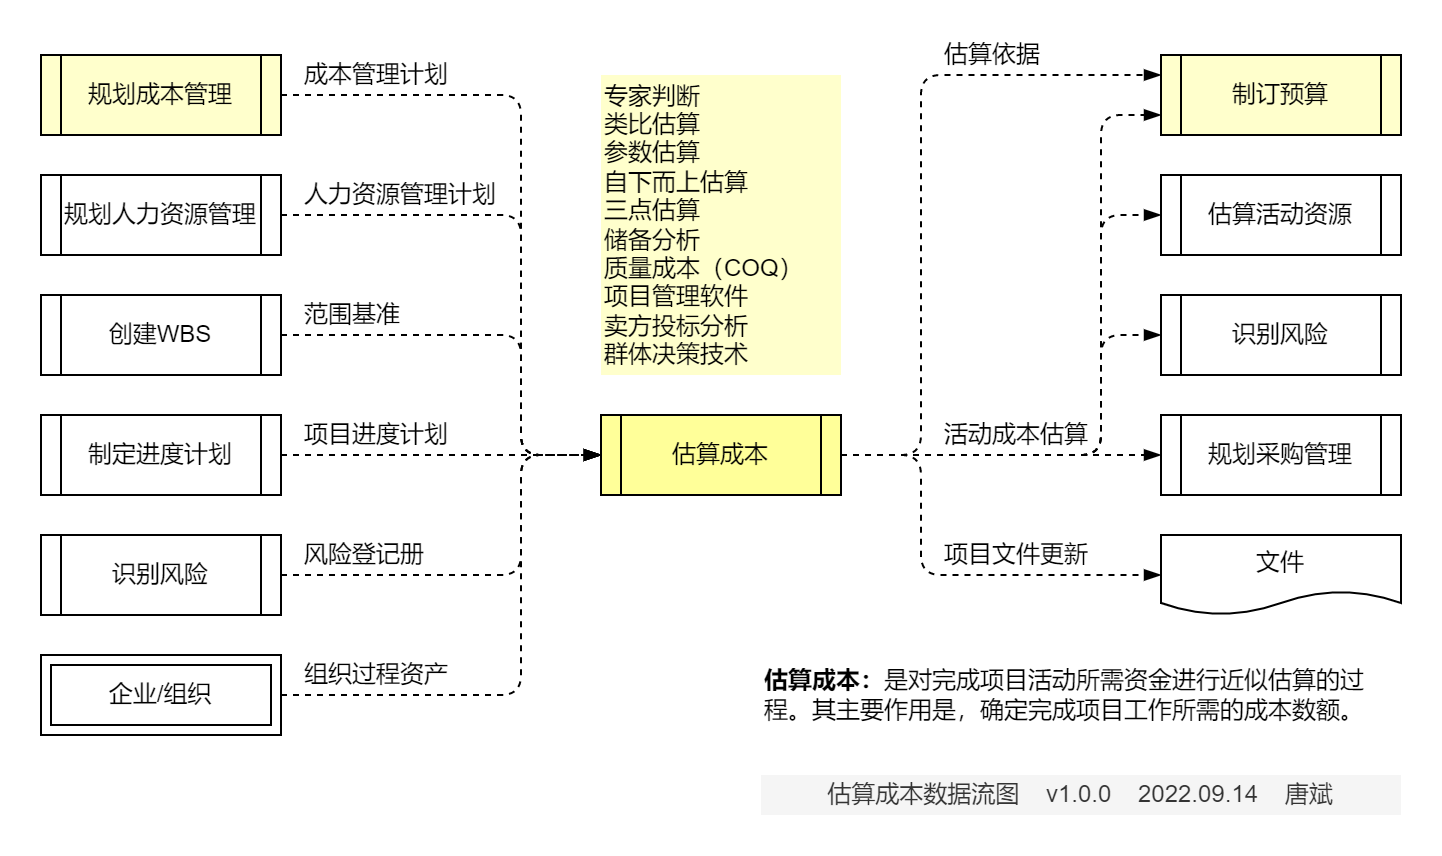 规划成本管理
成本管理计划
规划人力资源管理
人力资源管理计划
创建WBS
范围基准
制定进度计划
项目进度计划
识别风险
风险登记册
企业/组织
组织过程资产
专家判断
类比估算
参数估算
自下而上估算
三点估算
储备分析
质量成本（COQ）
项目管理软件
卖方投标分析
群体决策技术
估算成本
估算依据
活动成本估算
项目文件更新
制订预算
估算活动资源
识别风险
规划采购管理
文件
估算成本：是对完成项目活动所需资金进行近似估算的过
程。其主要作用是，确定完成项目工作所需的成本数额。
估算成本数据流图 v1.0.0 2022.09.14 唐斌